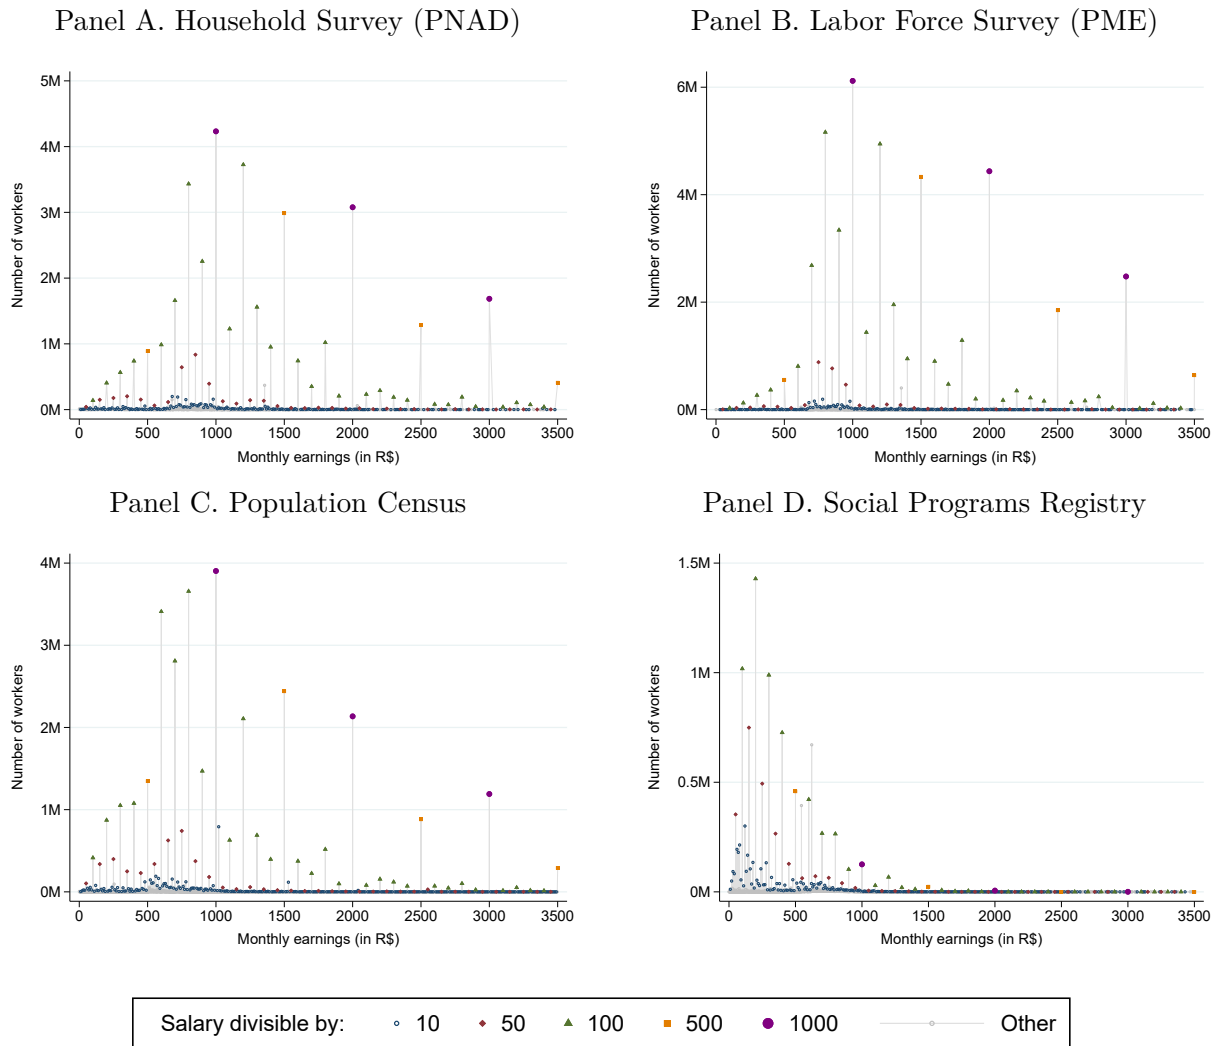 Panel A. Household Survey (PNAD)
Number of workers
5M
4M
3M
2M
1M
0M
0 500 1000 1500 2000 2500 3000 3500
Monthly earnings (in R$)
Panel B. Labor Force Survey (PME)
Number of workers
6M
4M
2M
0M
0 500 1000 1500 2000 2500 3000 3500
Monthly earnings (in R$)
Panel C. Population Census
Number of workers
4M
3M
2M
1M
0M
0 500 1000 1500 2000 2500 3000 3500
Monthly earnings (in R$)
Panel D. Social Programs Registry
Number of workers
1.5M
1M
0.5M
0M
0 500 1000 1500 2000 2500 3000 3500
Monthly earnings (in R$)
Salary divisible by: 10 50 100 500 1000 Other